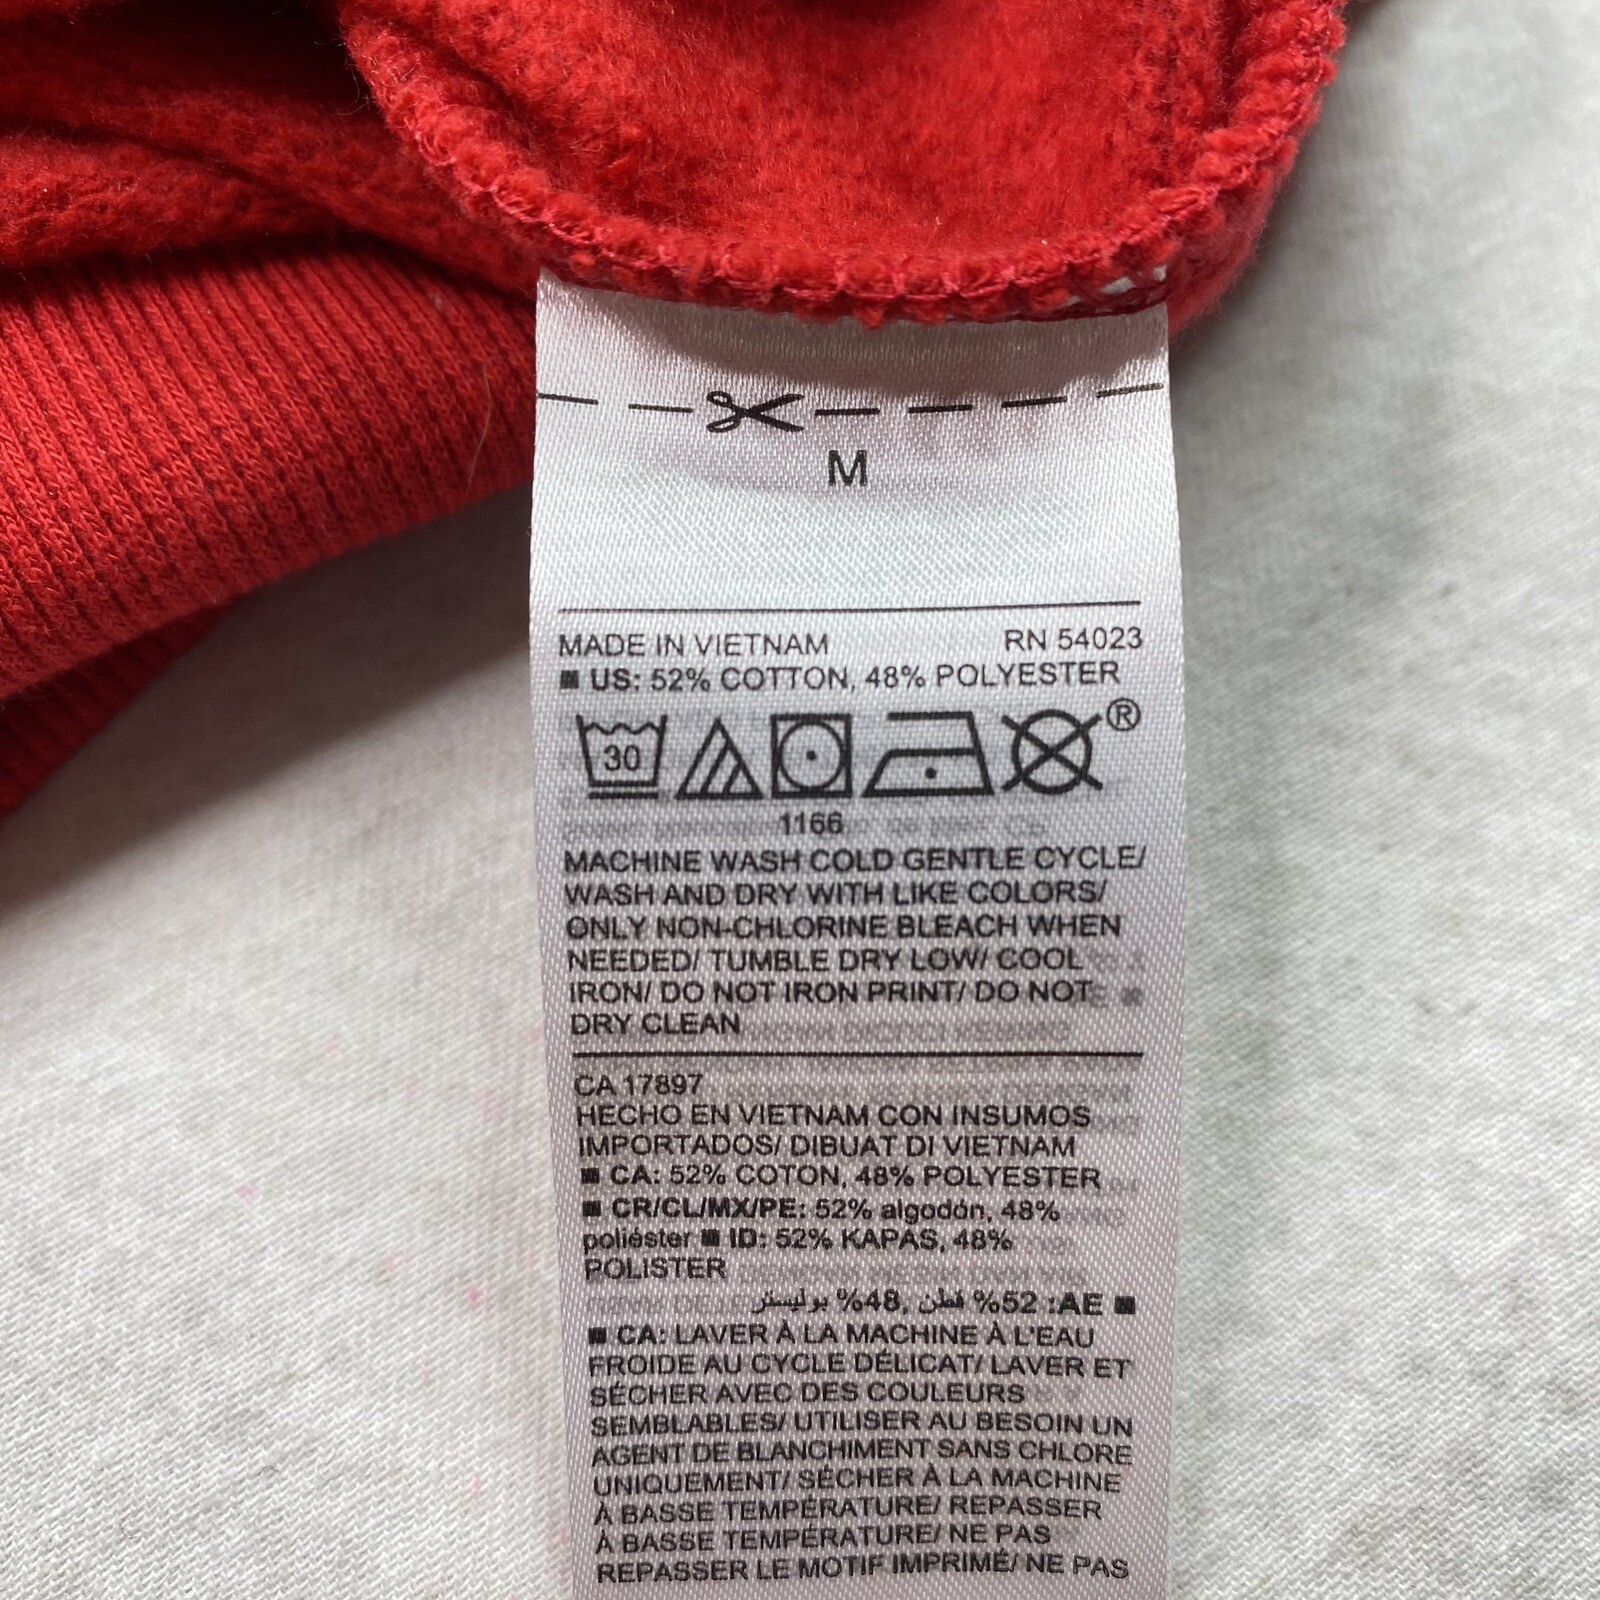 M
MADE IN VIETNAM RN 54023
■ US: 52% COTTON, 48% POLYESTER
30 ®
1166
MACHINE WASH COLD GENTLE CYCLE/
WASH AND DRY WITH LIKE COLORS/
ONLY NON-CHLORINE BLEACH WHEN
NEEDED/ TUMBLE DRY LOW/ COOL
IRON/ DO NOT IRON PRINT/ DO NOT
DRY CLEAN
CA 17897
HECHO EN VIETNAM CON INSUMOS
IMPORTADOS/ DIBUAT DI VIETNAM
■ CA: 52% COTON, 48% POLYESTER
■ CR/CL/MX/PE: 52% algodón, 48%
poliéster ■ ID: 52% KAPAS, 48%
POLISTER
■ AE: 52% قطن, 48% بوليستر
■ CA: LAVER À LA MACHINE À L'EAU
FROIDE AU CYCLE DÉLICAT/ LAVER ET
SÉCHER AVEC DES COULEURS
SEMBLABLES/ UTILISER AU BESOIN UN
AGENT DE BLANCHIMENT SANS CHLORE
UNIQUEMENT/ SÉCHER À LA MACHINE
À BASSE TEMPÉRATURE/ REPASSER
À BASSE TEMPÉRATURE/ NE PAS
REPASSER LE MOTIF IMPRIMÉ/ NE PAS